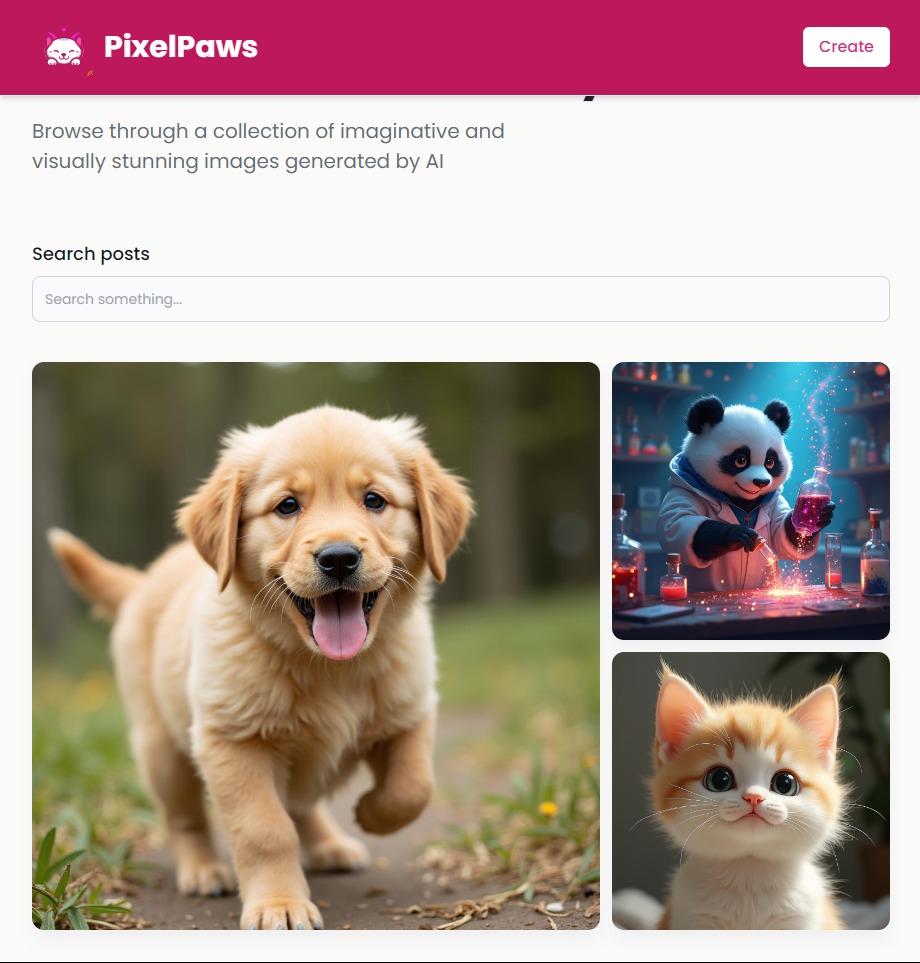 PixelPaws
Create
Browse through a collection of imaginative and
visually stunning images generated by AI
Search posts
Search something...